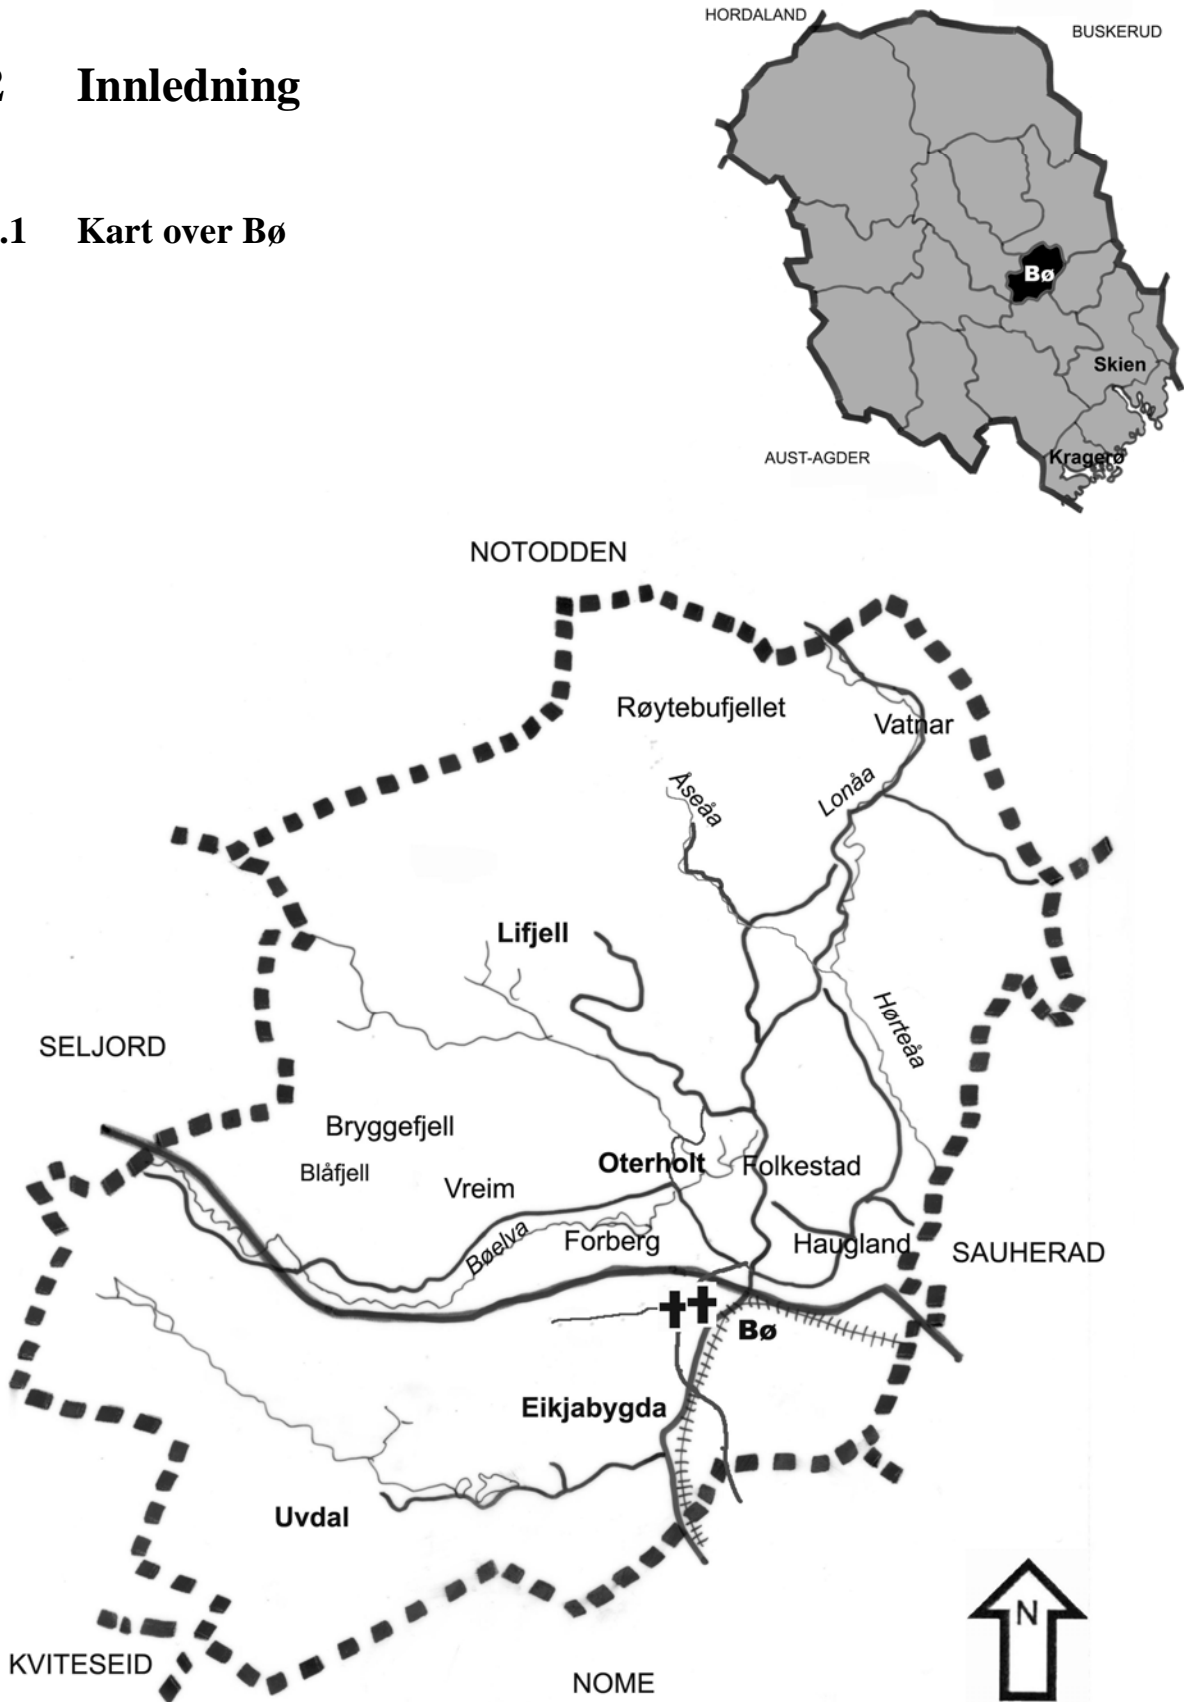 HORDALAND
BUSKERUD
2 Innledning
.1 Kart over Bø
Bø
Skien
Kragerø
AUST-AGDER
NOTODDEN
Røytebufjellet
Vatnar
Åseåa
Lonåa
Lifjell
Hørteåa
SELJORD
Bryggefjell
Blåfjell
Oterholt
Folkestad
Vreim
Bøelva
Forberg
Haugland
SAUHERAD
Bø
Eikjabygda
Uvdal
N
KVITESEID
NOME